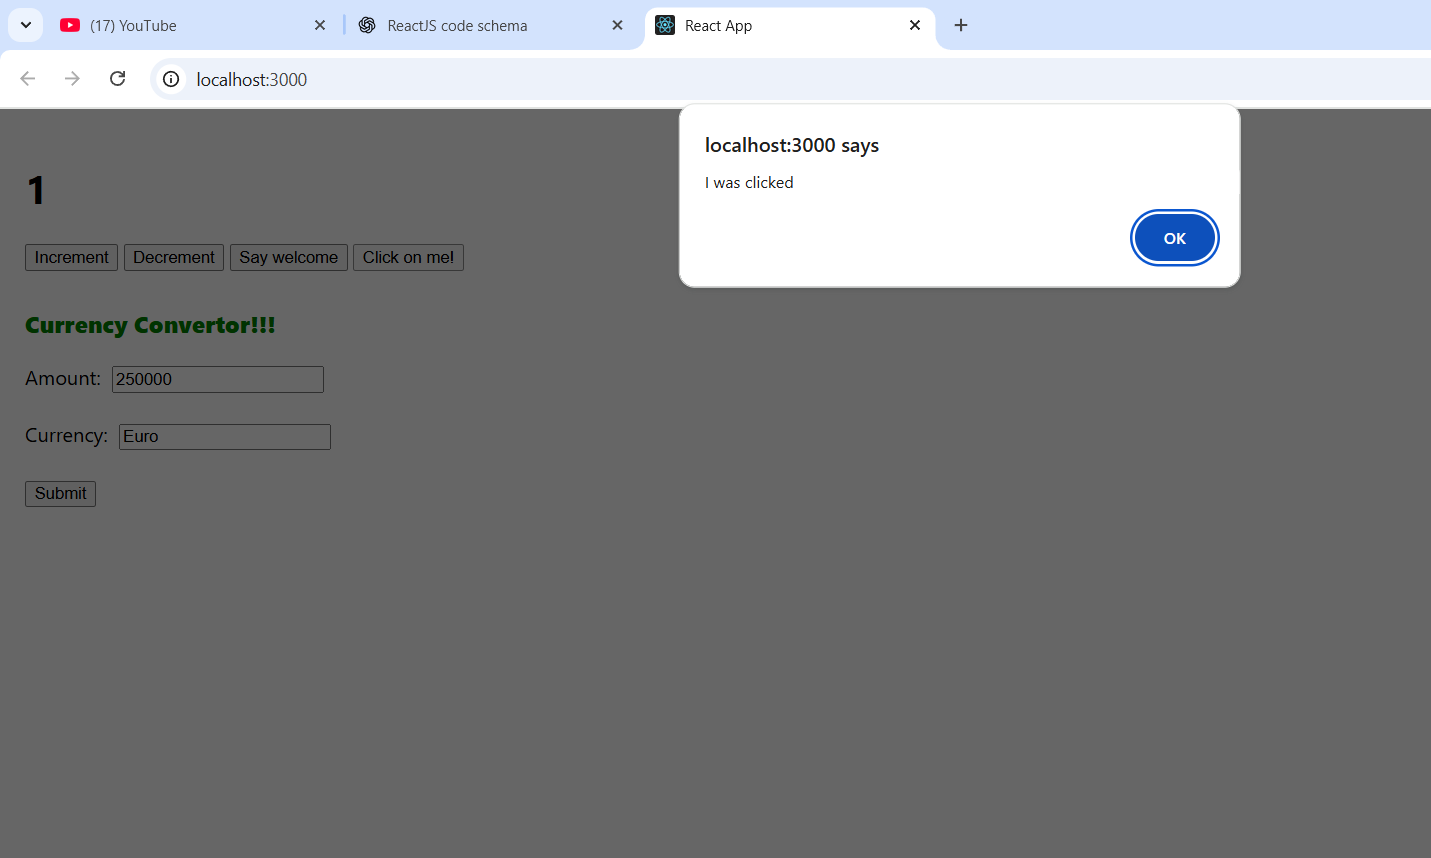 (17) YouTube ReactJS code schema React App
localhost:3000
localhost:3000 says
I was clicked
OK
1
Increment Decrement Say welcome Click on me!
Currency Convertor!!!
Amount: 250000
Currency: Euro
Submit